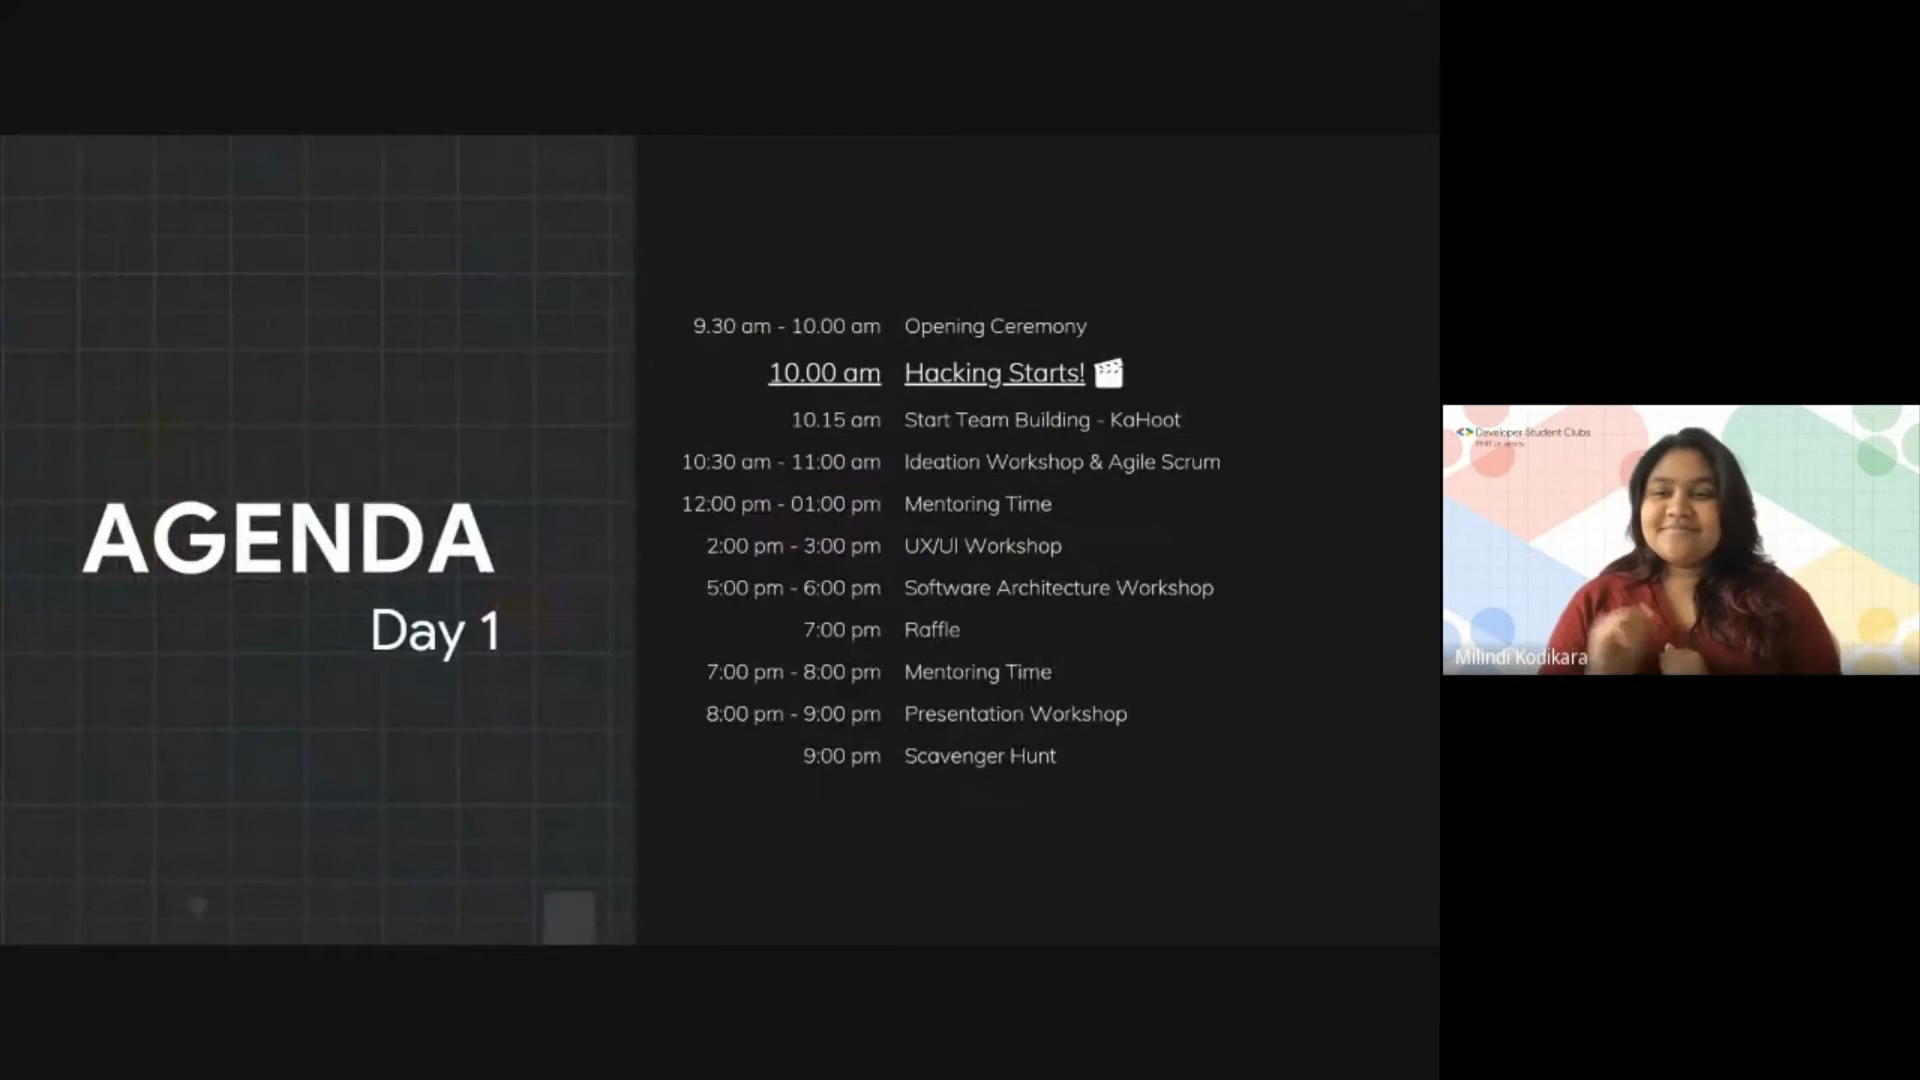 AGENDA
Day 1
9.30 am - 10.00 am Opening Ceremony
10.00 am Hacking Starts!
10.15 am Start Team Building - KaHoot
10:30 am - 11:00 am Ideation Workshop & Agile Scrum
12:00 pm - 01:00 pm Mentoring Time
2:00 pm - 3:00 pm UX/UI Workshop
5:00 pm - 6:00 pm Software Architecture Workshop
7:00 pm Raffle
7:00 pm - 8:00 pm Mentoring Time
8:00 pm - 9:00 pm Presentation Workshop
9:00 pm Scavenger Hunt
Developer Student Clubs
RMIT University
Milindi Kodikara